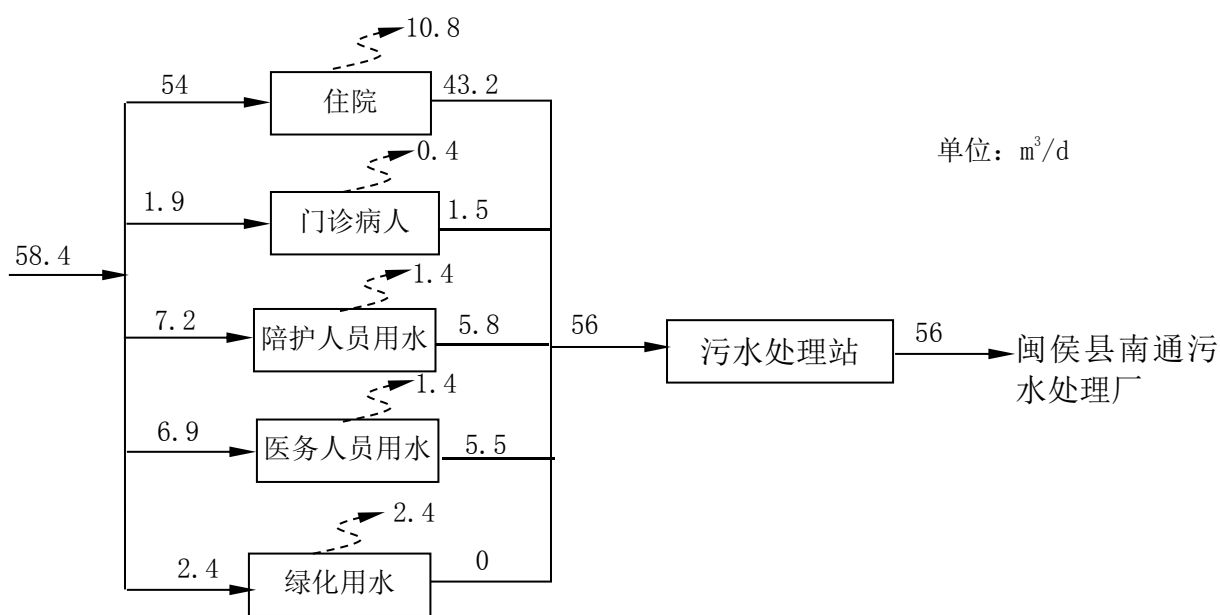 10.8
54
住院
43.2
单位：m³/d
0.4
1.9
门诊病人
1.5
58.4
1.4
7.2
陪护人员用水
5.8
56
污水处理站
56
闽侯县南通污
水处理厂
1.4
6.9
医务人员用水
5.5
2.4
2.4
绿化用水
0